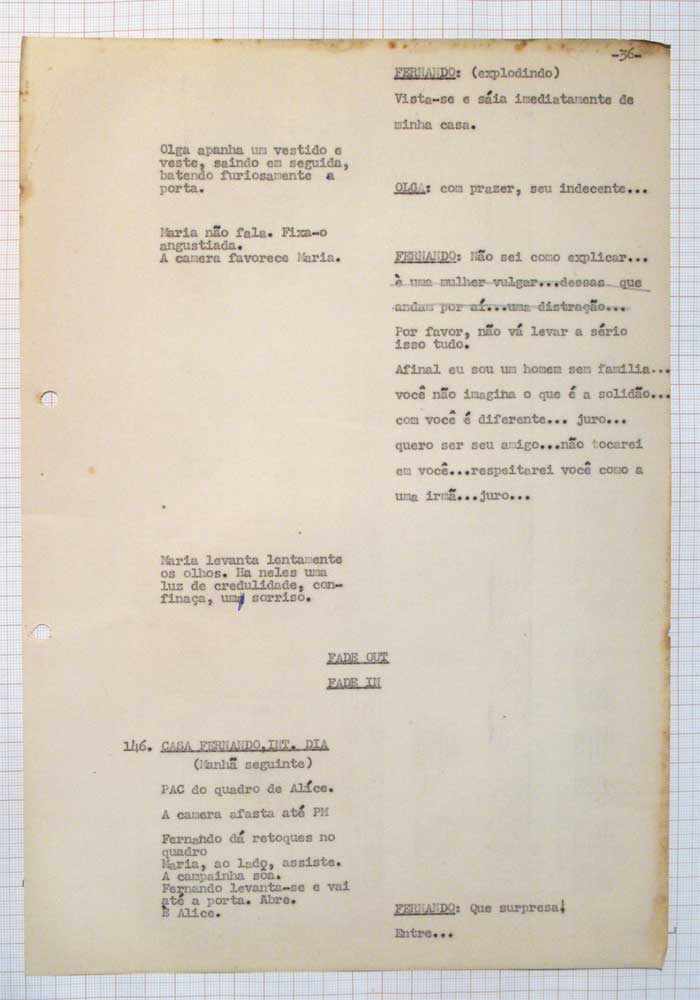 -36-
FERNANDO: (explodindo)
Vista-se e sáia imediatamente de
minha casa.
Olga apanha um vestido e
veste, saindo em seguida,
batendo furiosamente a
porta.
OLGA: com prazer, seu indecente...
Maria não fala. Fixa-o
angustiada.
A camera favorece Maria.
FERNANDO: Não sei como explicar...
è uma mulher vulgar...dessas que
andam por aí...uma distração...
Por favor, não vá levar a sério
isso tudo.
Afinal eu sou um homem sem familia...
você não imagina o que é a solidão...
com você é diferente... juro...
quero ser seu amigo...não tocarei
em você...respeitarei você como a
uma irmã...juro...
Maria levanta lentamente
os olhos. Ha neles uma
luz de credulidade, con-
finaça, um sorriso.
FADE OUT
FADE IN
146. CASA FERNANDO, INT. DIA
(Manhã seguinte)
PAC do quadro de Alíce.
A camera afasta até PM
Fernando dá retoques no
quadro
Maria, ao lado, assiste.
A campainha sôa.
Fernando levanta-se e vai
até a porta. Abre.
È Alice.
FERNANDO: Que surpresa!
Entre...